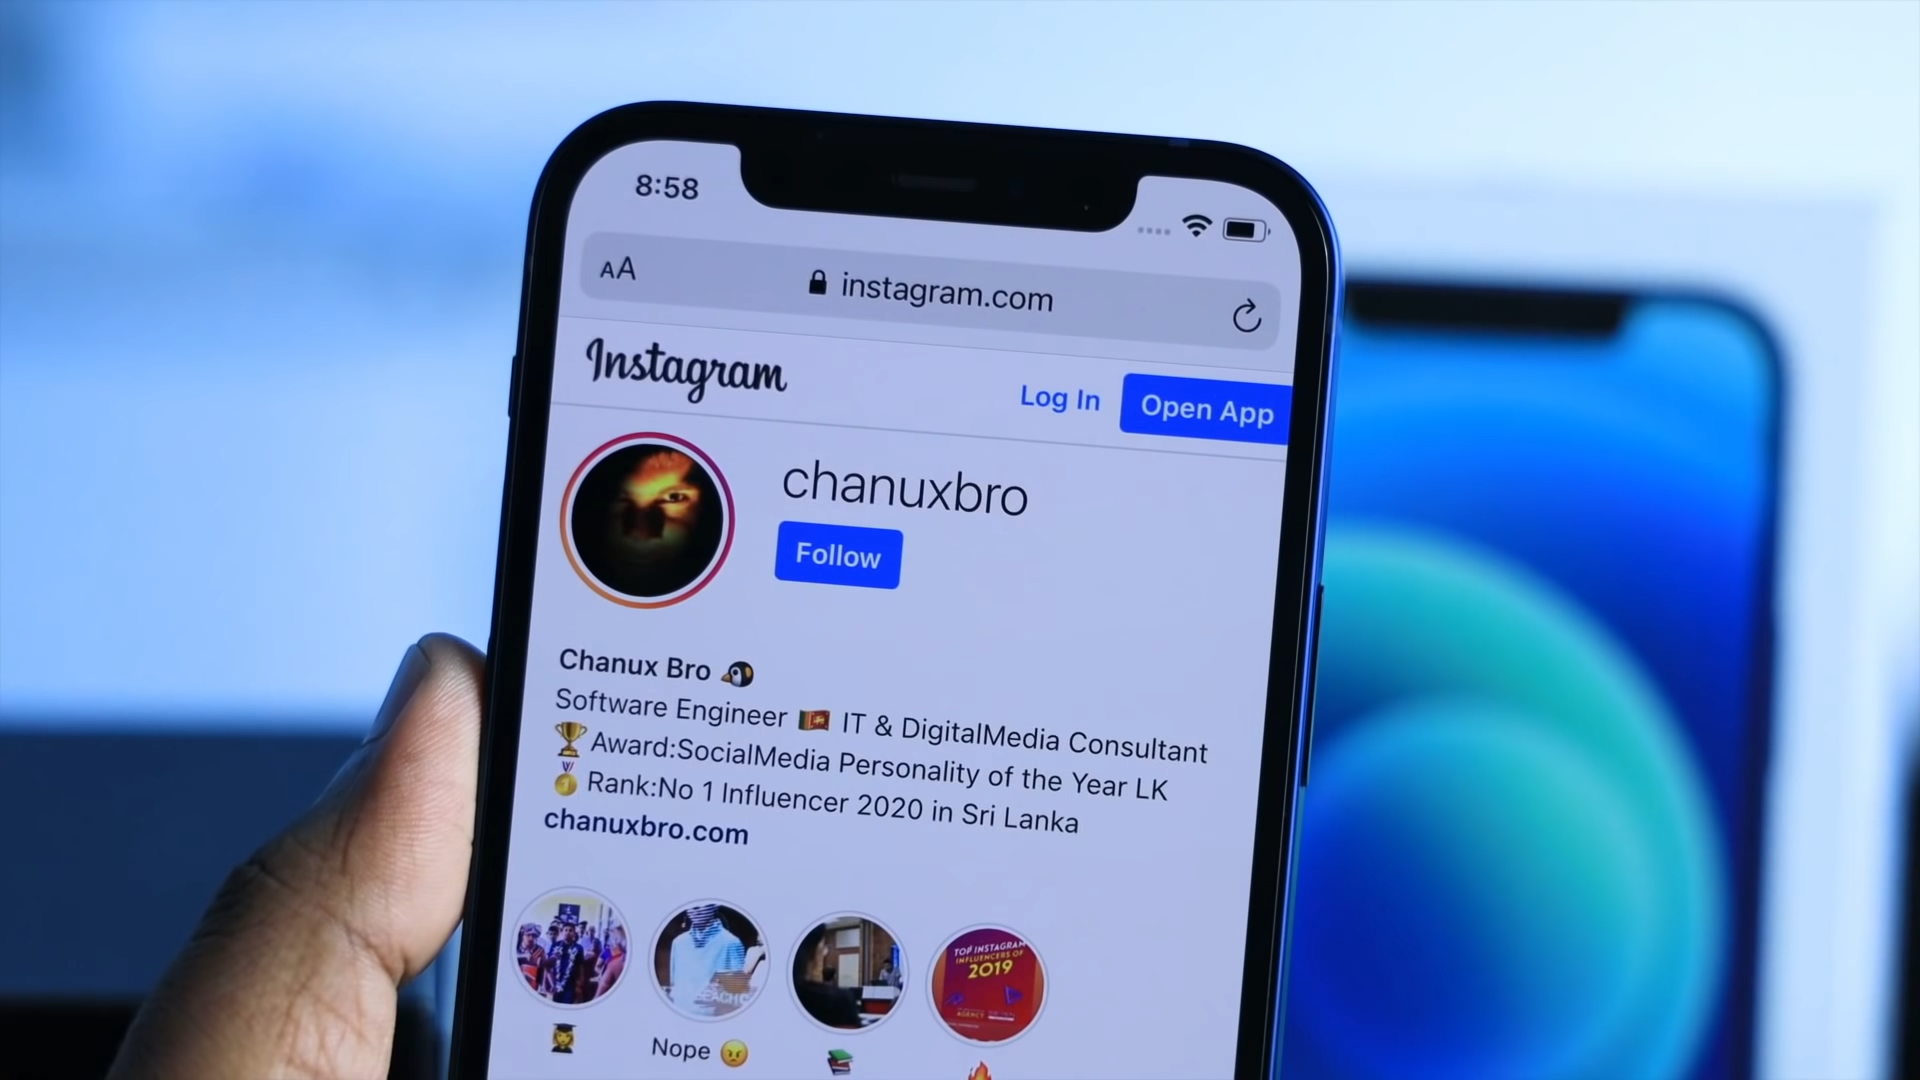 8:58
AA
instagram.com
Instagram
Log In
Open App
chanuxbro
Follow
Chanux Bro
Software Engineer 🇱🇰 IT & DigitalMedia Consultant
🏆 Award:SocialMedia Personality of the Year LK
🏅 Rank:No 1 Influencer 2020 in Sri Lanka
chanuxbro.com
TOP INSTAGRAM
INFLUENCERS OF
2019
AGENCY
Nope 😠